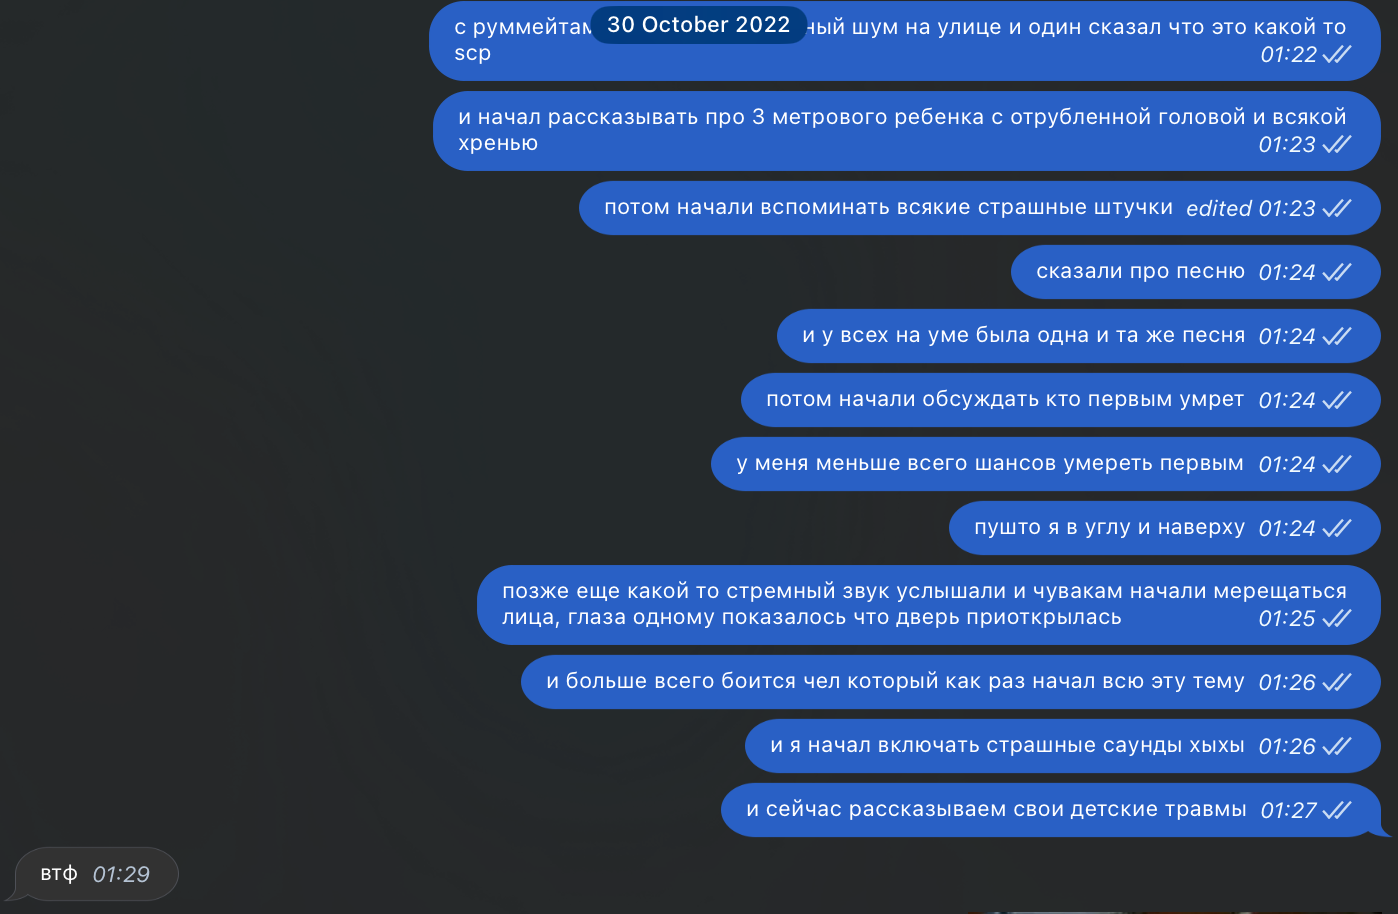 30 October 2022
с руммейтам ный шум на улице и один сказал что это какой то
scp 01:22
и начал рассказывать про 3 метрового ребенка с отрубленной головой и всякой
хренью 01:23
потом начали вспоминать всякие страшные штучки edited 01:23
сказали про песню 01:24
и у всех на уме была одна и та же песня 01:24
потом начали обсуждать кто первым умрет 01:24
у меня меньше всего шансов умереть первым 01:24
пушто я в углу и наверху 01:24
позже еще какой то стремный звук услышали и чувакам начали мерещаться
лица, глаза одному показалось что дверь приоткрылась 01:25
и больше всего боится чел который как раз начал всю эту тему 01:26
и я начал включать страшные саунды хыхы 01:26
и сейчас рассказываем свои детские травмы 01:27
втф 01:29